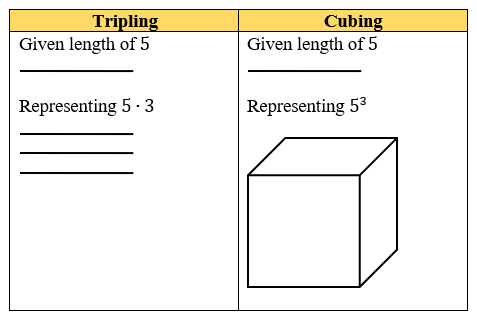 Tripling
Cubing
Given length of 5
Given length of 5
Representing 5 · 3
Representing 5³